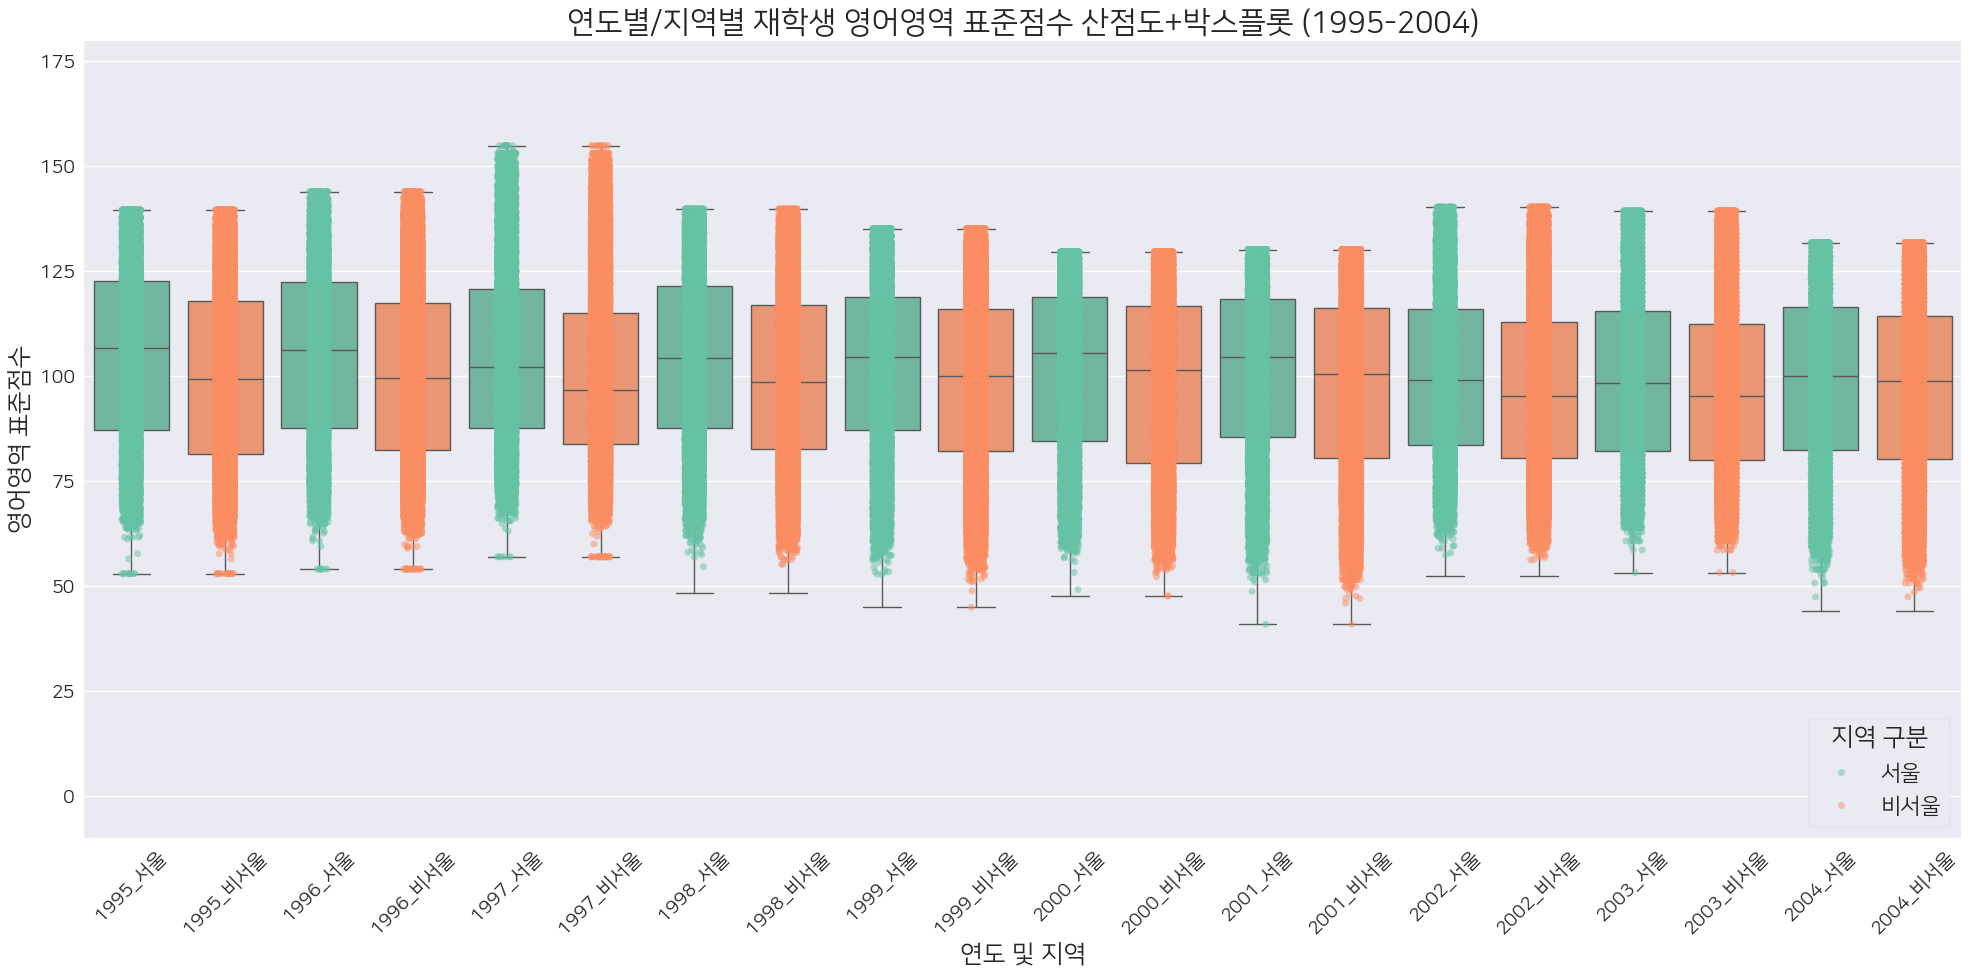 연도별/지역별 재학생 영어영역 표준점수 산점도+박스플롯 (1995-2004)
영어영역 표준점수
175
150
125
100
75
50
25
0
지역 구분
서울
비서울
1995_서울
1995_비서울
1996_서울
1996_비서울
1997_서울
1997_비서울
1998_서울
1998_비서울
1999_서울
1999_비서울
2000_서울
2000_비서울
2001_서울
2001_비서울
2002_서울
2002_비서울
2003_서울
2003_비서울
2004_서울
2004_비서울
연도 및 지역